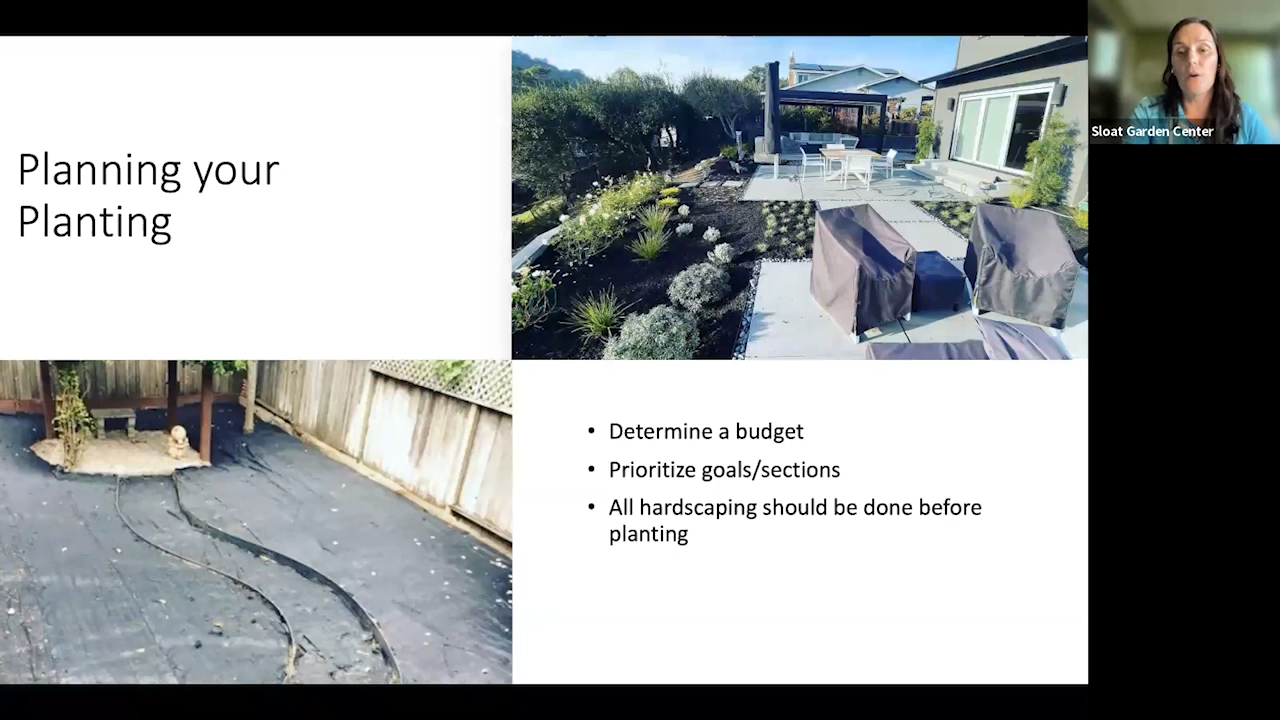 Planning your
Planting
Sloat Garden Center
• Determine a budget
• Prioritize goals/sections
• All hardscaping should be done before
planting